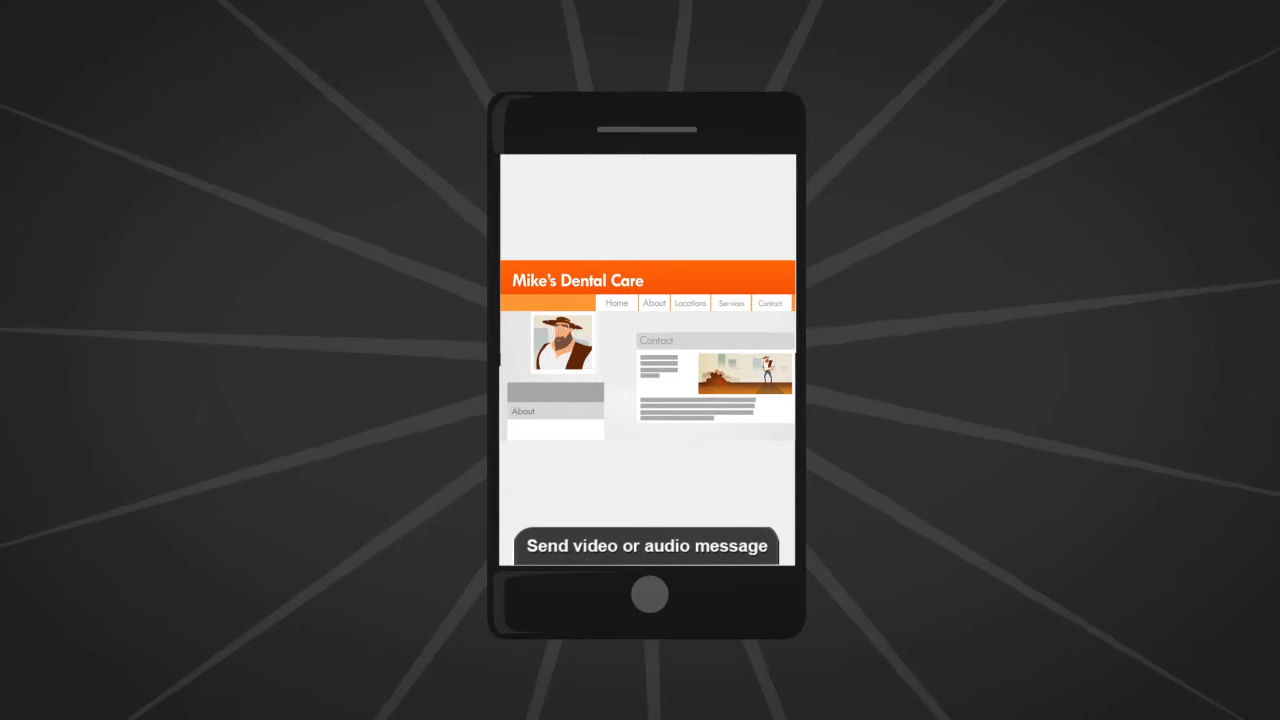 Mike's Dental Care
Home About Locations Services Contact
Contact
About
Send video or audio message